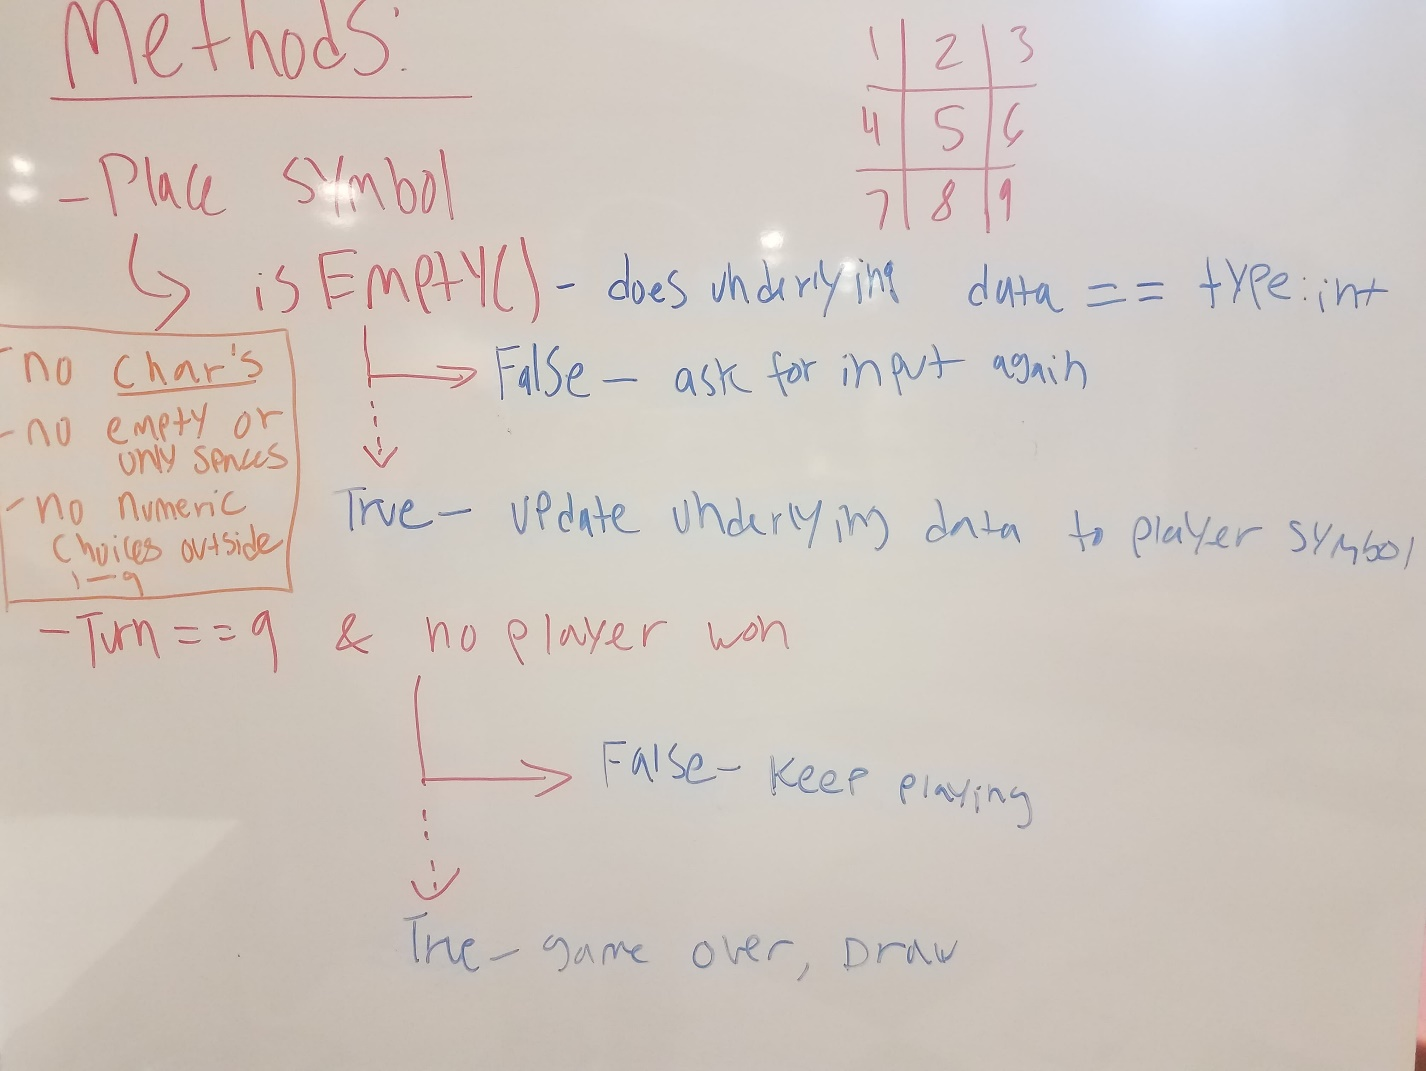 Methods:
1 2 3
4 5 6
7 8 9
- Place symbol
isEmpty() - does underlying data == type:int
False - ask for input again
- no char's
- no empty or
only spaces
- no numeric
choices outside
1-9
True - update underlying data to player symbol
- Turn == 9 & no player won
False - keep playing
True - game over, Draw